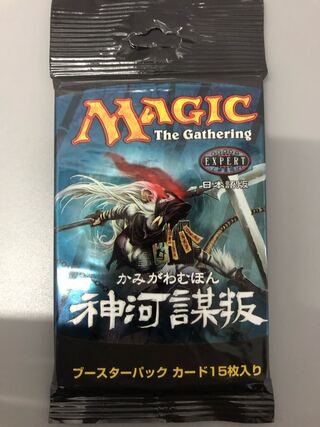 MAGIC
The Gathering
EXPERT
日本語版
かみがわむほん
神河謀叛
ブースターパック カード15枚入り